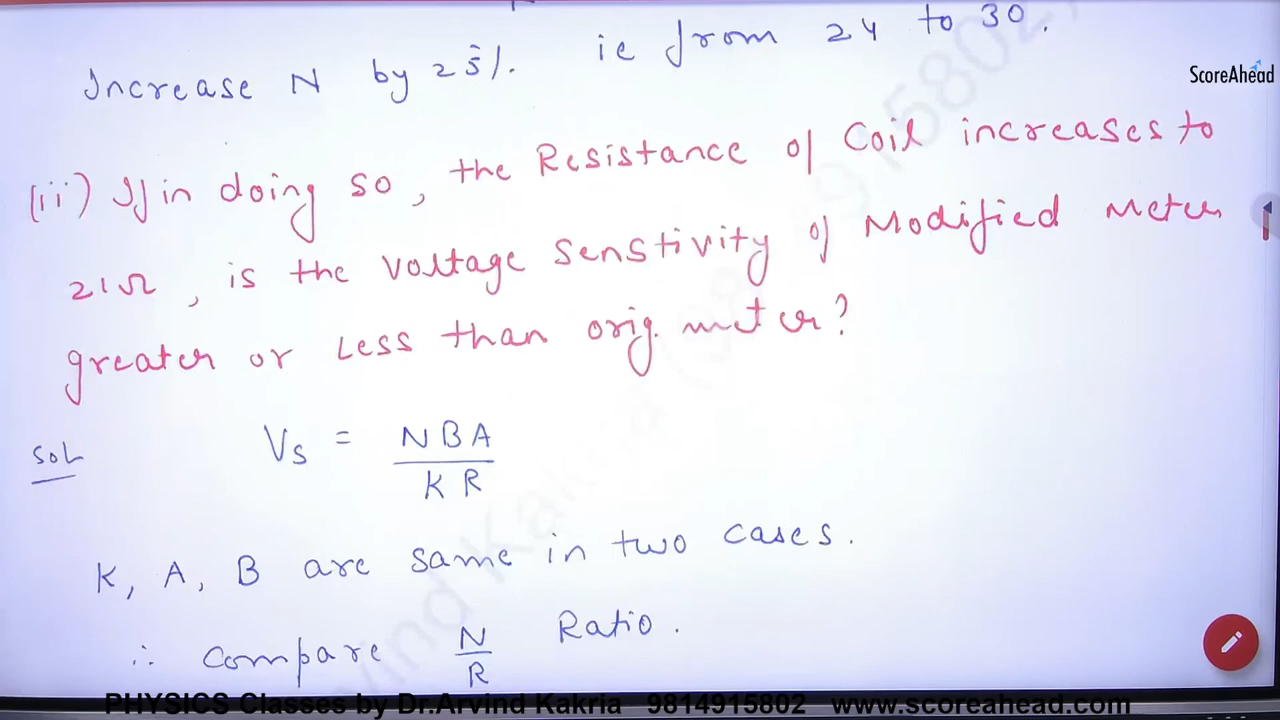 Increase N by 25%. ie from 24 to 30.
ScoreAhead
(iii) If in doing so, the Resistance of Coil increases to
21Ω, is the voltage senstivity of Modified Meter
greater or Less than orig. meter?
Sol Vs = NBA / KR
K, A, B are same in two cases.
∴ Compare N/R Ratio.
PHYSICS Classes by Dr.Arvind Kakria 9814915802 www.scoreahead.com